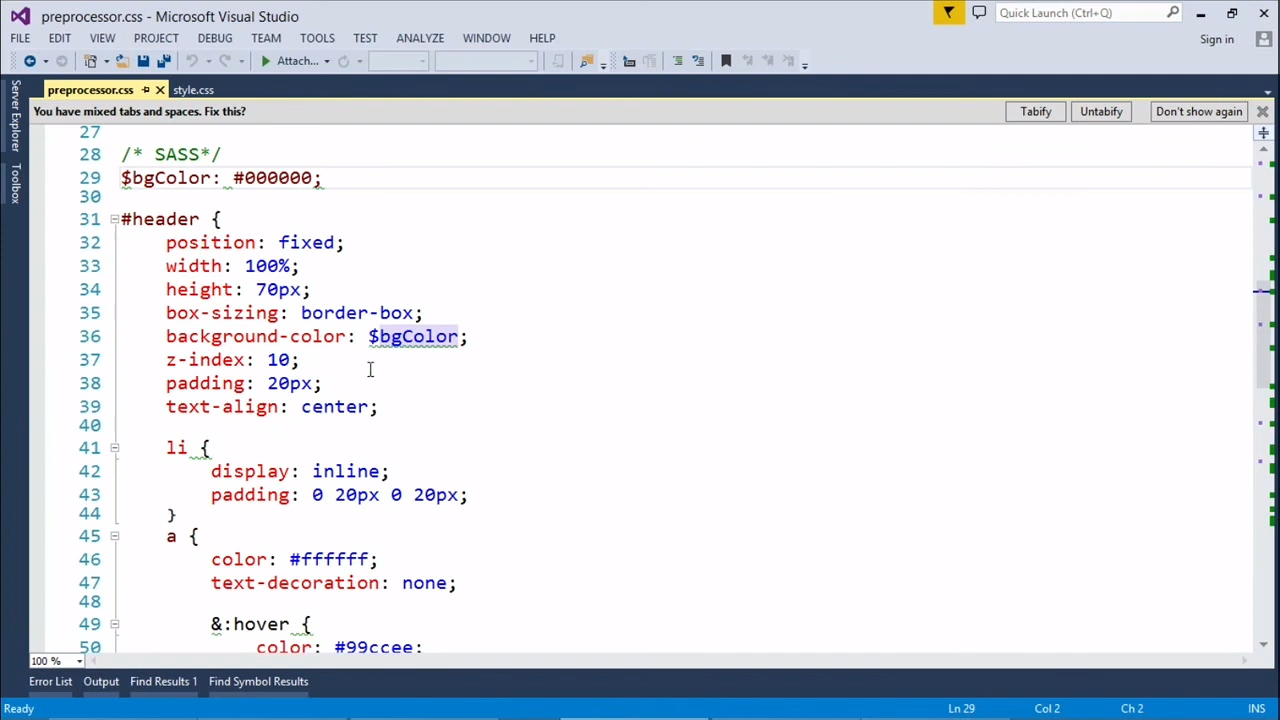 preprocessor.css - Microsoft Visual Studio
Quick Launch (Ctrl+Q)
FILE EDIT VIEW PROJECT DEBUG TEAM TOOLS TEST ANALYZE WINDOW HELP
Sign in
Attach...
preprocessor.css style.css
You have mixed tabs and spaces. Fix this? Tabify Untabify Don't show again
Server Explorer
Toolbox
27
28 /* SASS*/
29 $bgColor: #000000;
30
31 #header {
32 position: fixed;
33 width: 100%;
34 height: 70px;
35 box-sizing: border-box;
36 background-color: $bgColor;
37 z-index: 10;
38 padding: 20px;
39 text-align: center;
40
41 li {
42 display: inline;
43 padding: 0 20px 0 20px;
44 }
45 a {
46 color: #ffffff;
47 text-decoration: none;
48
49 &:hover {
50 color: #99ccee;
100 %
Error List Output Find Results 1 Find Symbol Results
Ready Ln 29 Col 2 Ch 2 INS